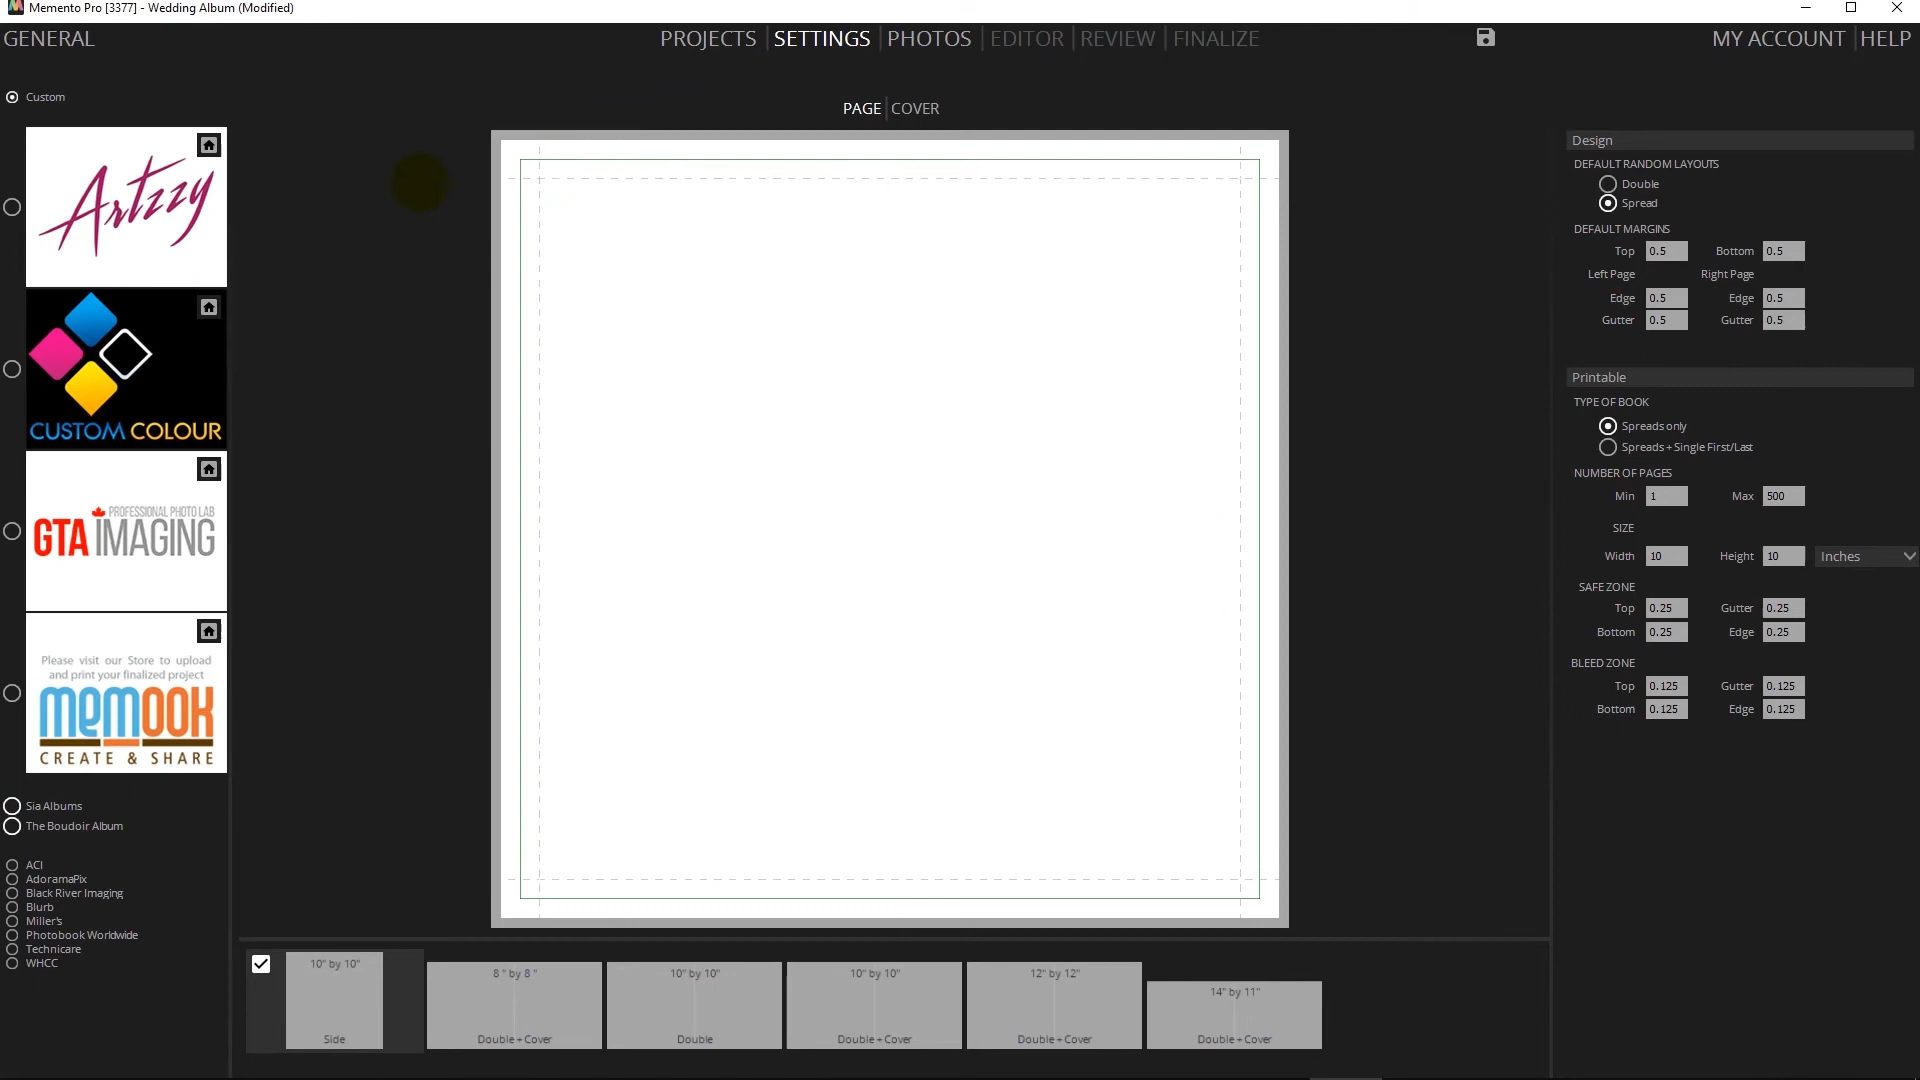 Memento Pro [3377] - Wedding Album (Modified)
GENERAL
PROJECTS
SETTINGS
PHOTOS
EDITOR
REVIEW
FINALIZE
MY ACCOUNT
HELP
Custom
PAGE
COVER
Artzzy
CUSTOM COLOUR
PROFESSIONAL PHOTO LAB
GTA IMAGING
Please visit our Store to upload
and print your finalized project
memook
CREATE & SHARE
Sia Albums
The Boudoir Album
ACI
AdoramaPix
Black River Imaging
Blurb
Miller's
Photobook Worldwide
Technicare
WHCC
10" by 10"
Side
8 " by 8 "
Double + Cover
10" by 10"
Double
10" by 10"
Double + Cover
12" by 12"
Double + Cover
14" by 11"
Double + Cover
Design
DEFAULT RANDOM LAYOUTS
Double
Spread
DEFAULT MARGINS
Top 0.5 Bottom 0.5
Left Page Right Page
Edge 0.5 Edge 0.5
Gutter 0.5 Gutter 0.5
Printable
TYPE OF BOOK
Spreads only
Spreads + Single First/Last
NUMBER OF PAGES
Min 1 Max 500
SIZE
Width 10 Height 10 Inches
SAFE ZONE
Top 0.25 Gutter 0.25
Bottom 0.25 Edge 0.25
BLEED ZONE
Top 0.125 Gutter 0.125
Bottom 0.125 Edge 0.125